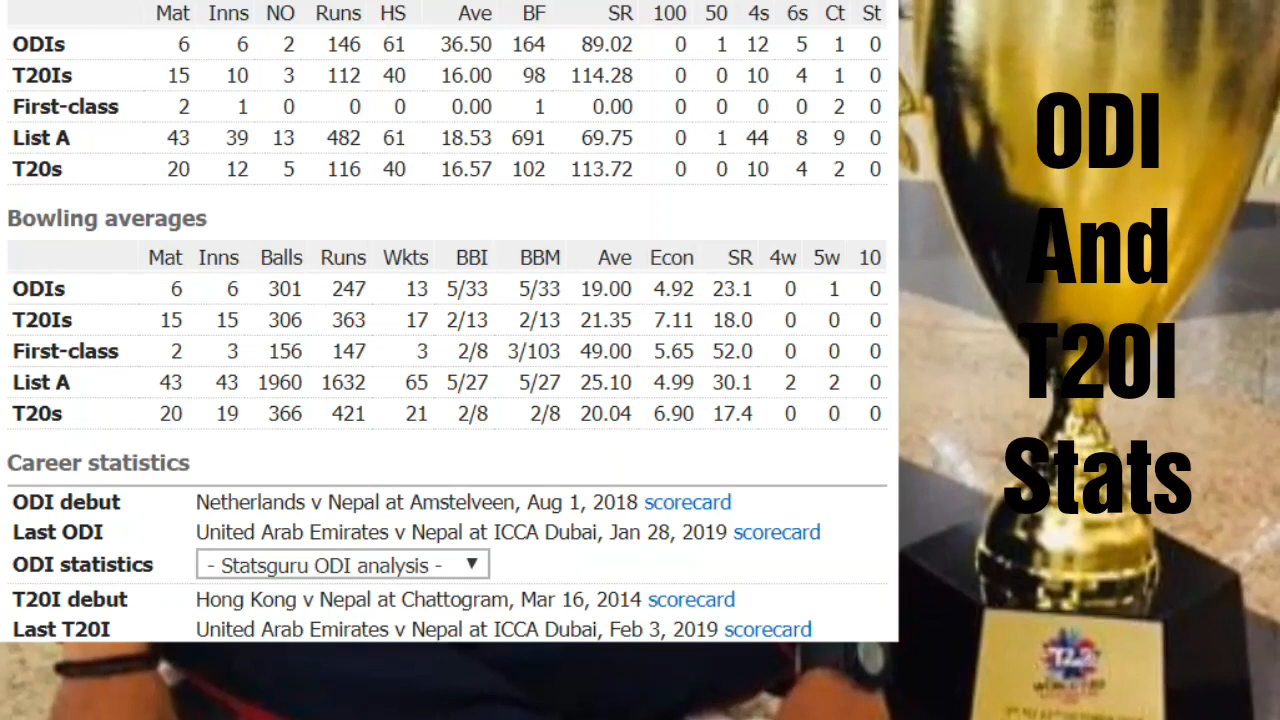 Mat Inns NO Runs HS Ave BF SR 100 50 4s 6s Ct St
ODIs 6 6 2 146 61 36.50 164 89.02 0 1 12 5 1 0
T20Is 15 10 3 112 40 16.00 98 114.28 0 0 10 4 1 0
First-class 2 1 0 0 0 0.00 1 0.00 0 0 0 0 2 0
List A 43 39 13 482 61 18.53 691 69.75 0 1 44 8 9 0
T20s 20 12 5 116 40 16.57 102 113.72 0 0 10 4 2 0
Bowling averages
Mat Inns Balls Runs Wkts BBI BBM Ave Econ SR 4w 5w 10
ODIs 6 6 301 247 13 5/33 5/33 19.00 4.92 23.1 0 1 0
T20Is 15 15 306 363 17 2/13 2/13 21.35 7.11 18.0 0 0 0
First-class 2 3 156 147 3 2/8 3/103 49.00 5.65 52.0 0 0 0
List A 43 43 1960 1632 65 5/27 5/27 25.10 4.99 30.1 2 2 0
T20s 20 19 366 421 21 2/8 2/8 20.04 6.90 17.4 0 0 0
Career statistics
ODI debut Netherlands v Nepal at Amstelveen, Aug 1, 2018 scorecard
Last ODI United Arab Emirates v Nepal at ICCA Dubai, Jan 28, 2019 scorecard
ODI statistics - Statsguru ODI analysis -
T20I debut Hong Kong v Nepal at Chattogram, Mar 16, 2014 scorecard
Last T20I United Arab Emirates v Nepal at ICCA Dubai, Feb 3, 2019 scorecard
ODI
And
T20I
Stats
T20
WORLD CUP